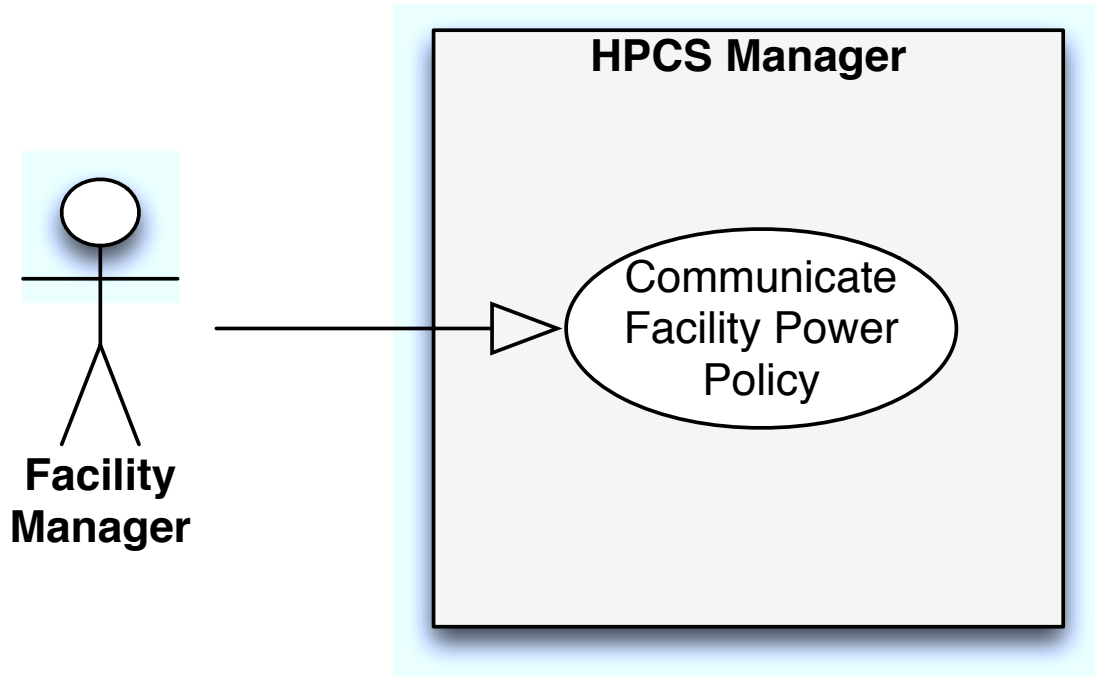 HPCS Manager
Communicate
Facility Power
Policy
Facility
Manager